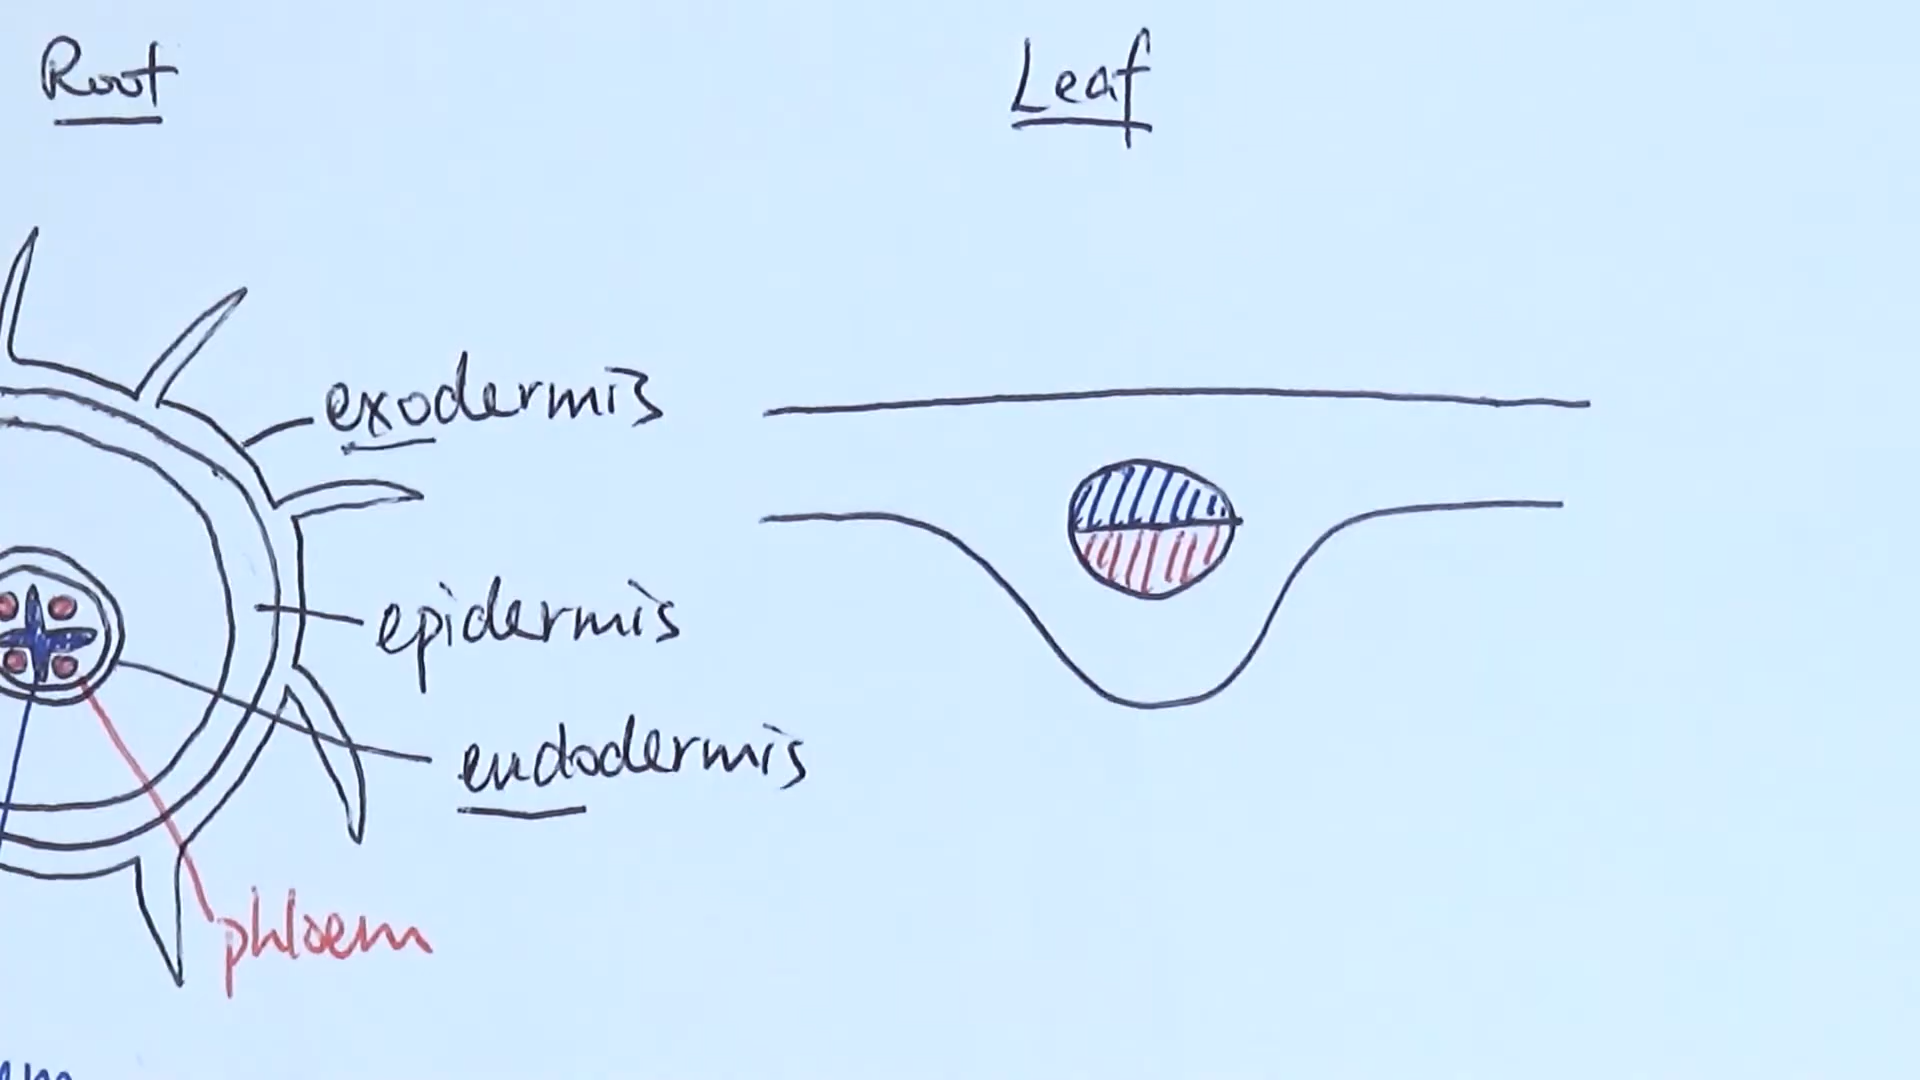 Root
Leaf
exodermis
epidermis
endodermis
phloem